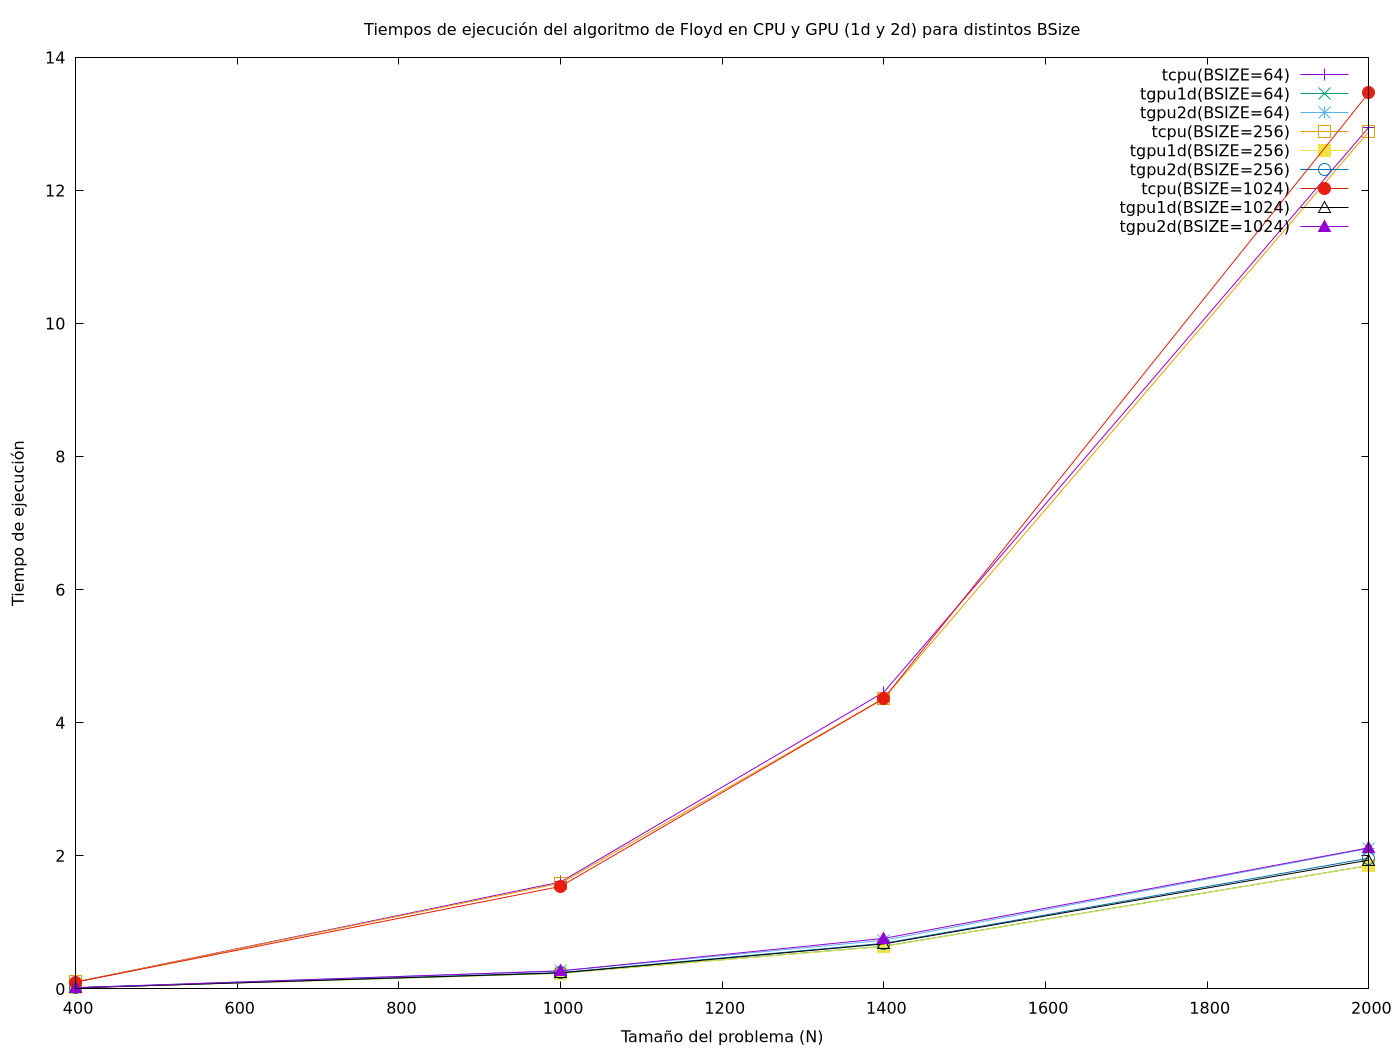 Tiempos de ejecución del algoritmo de Floyd en CPU y GPU (1d y 2d) para distintos BSize
14
12
10
8
6
4
2
0
Tiempo de ejecución
tcpu(BSIZE=64)
tgpu1d(BSIZE=64)
tgpu2d(BSIZE=64)
tcpu(BSIZE=256)
tgpu1d(BSIZE=256)
tgpu2d(BSIZE=256)
tcpu(BSIZE=1024)
tgpu1d(BSIZE=1024)
tgpu2d(BSIZE=1024)
400 600 800 1000 1200 1400 1600 1800 2000
Tamaño del problema (N)